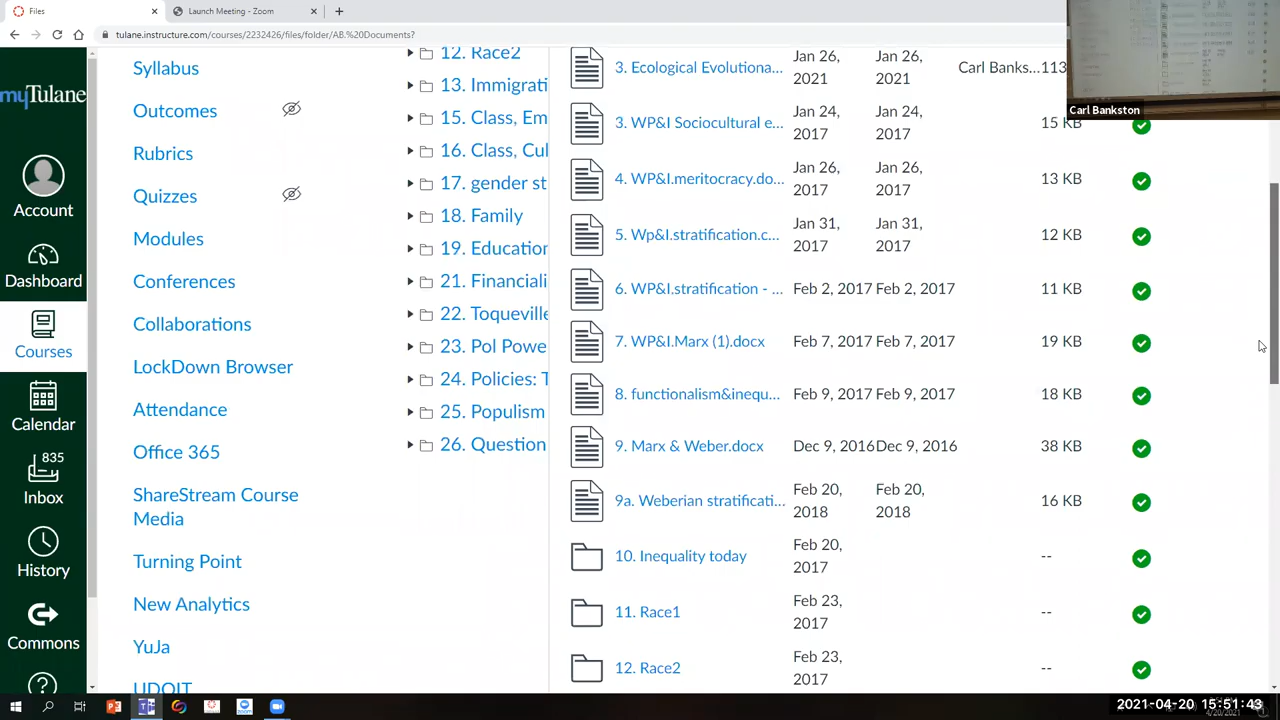 Files
Launch Meeting - Zoom
tulane.instructure.com/courses/2232426/files/folder/AB.%20Documents?
Carl Bankston
myTulane
Account
Dashboard
Courses
Calendar
835
Inbox
History
Commons
Syllabus
Outcomes
Rubrics
Quizzes
Modules
Conferences
Collaborations
LockDown Browser
Attendance
Office 365
ShareStream Course
Media
Turning Point
New Analytics
YuJa
UDOIT
12. Race2
13. Immigrati
15. Class, Em
16. Class, Cul
17. gender st
18. Family
19. Education
21. Financiali
22. Toqueville
23. Pol Powe
24. Policies: T
25. Populism
26. Question
3. Ecological Evolutiona... Jan 26, 2021 Jan 26, 2021 Carl Banks... 113
3. WP&I Sociocultural e... Jan 24, 2017 Jan 24, 2017 15 KB
4. WP&I.meritocracy.do... Jan 26, 2017 Jan 26, 2017 13 KB
5. Wp&I.stratification.c... Jan 31, 2017 Jan 31, 2017 12 KB
6. WP&I.stratification - ... Feb 2, 2017 Feb 2, 2017 11 KB
7. WP&I.Marx (1).docx Feb 7, 2017 Feb 7, 2017 19 KB
8. functionalism&inequ... Feb 9, 2017 Feb 9, 2017 18 KB
9. Marx & Weber.docx Dec 9, 2016 Dec 9, 2016 38 KB
9a. Weberian stratificati... Feb 20, 2018 Feb 20, 2018 16 KB
10. Inequality today Feb 20, 2017 --
11. Race1 Feb 23, 2017 --
12. Race2 Feb 23, 2017 --
2021-04-20 15:51:43